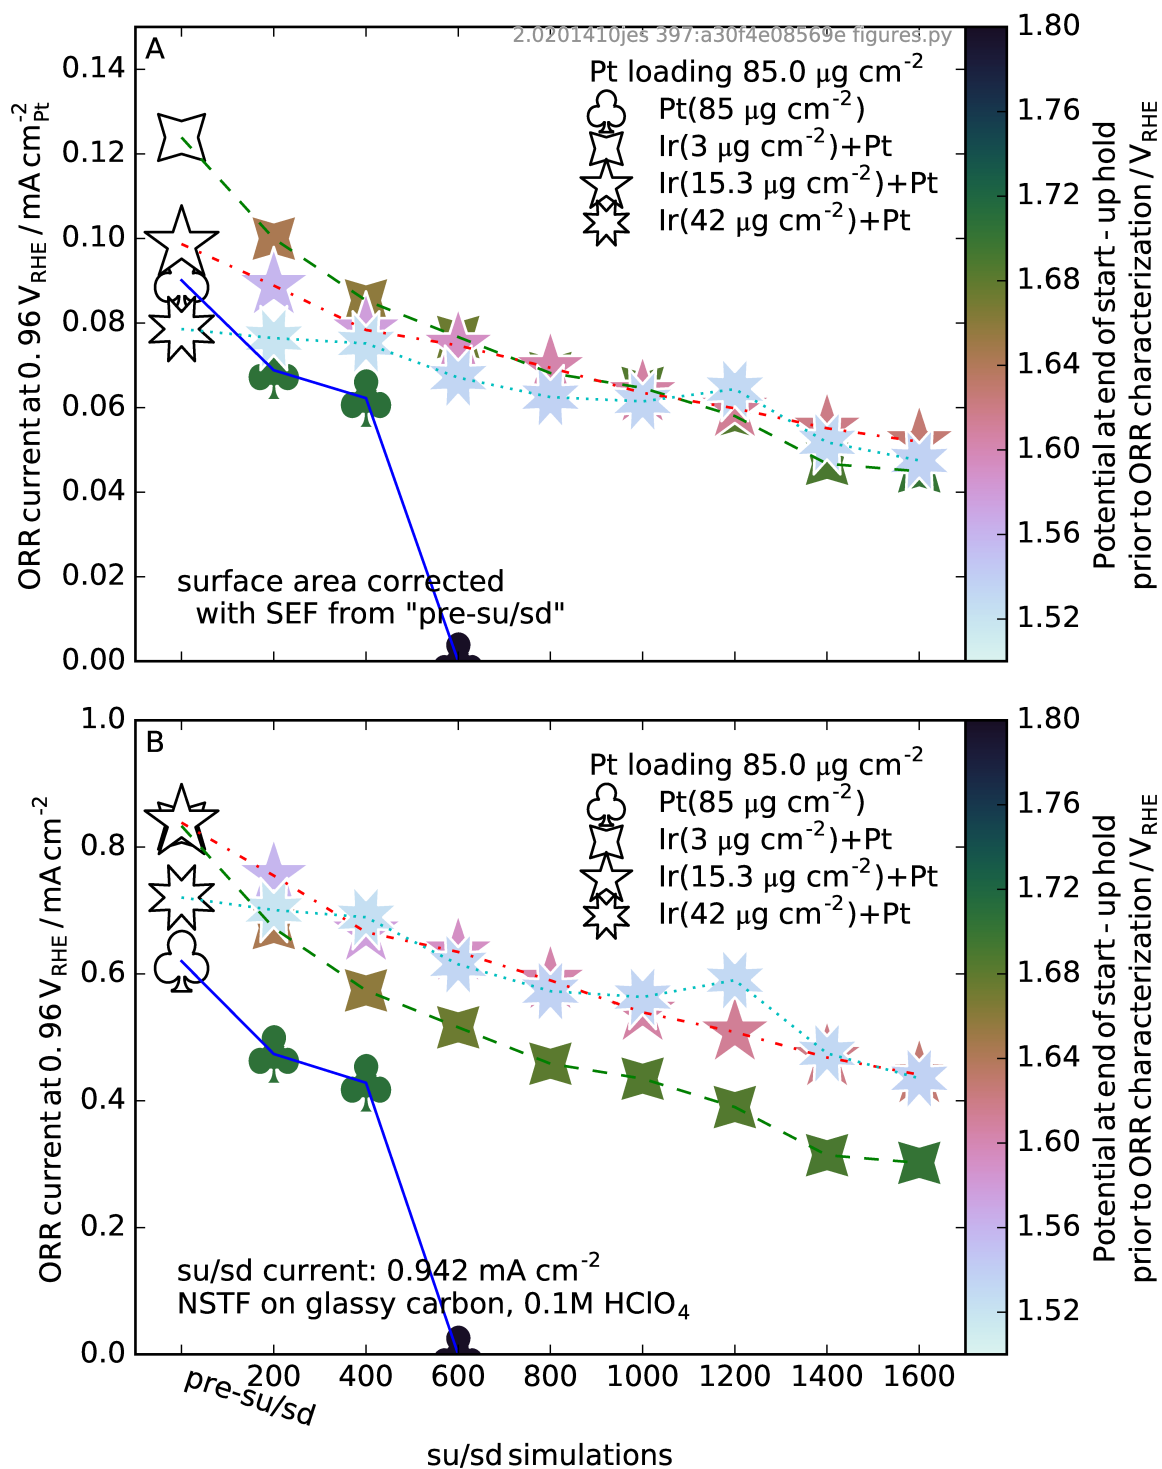 A
2.0201410jes 397:a30f4e08569e figures.py
Pt loading 85.0 μg cm-2
Pt(85 μg cm-2)
Ir(3 μg cm-2)+Pt
Ir(15.3 μg cm-2)+Pt
Ir(42 μg cm-2)+Pt
0.14
0.12
0.10
0.08
0.06
0.04
0.02
0.00
ORR current at 0.96 VRHE / mA cm-2Pt
surface area corrected
with SEF from "pre-su/sd"
1.80
1.76
1.72
1.68
1.64
1.60
1.56
1.52
Potential at end of start-up hold
prior to ORR characterization / VRHE
B
Pt loading 85.0 μg cm-2
Pt(85 μg cm-2)
Ir(3 μg cm-2)+Pt
Ir(15.3 μg cm-2)+Pt
Ir(42 μg cm-2)+Pt
1.0
0.8
0.6
0.4
0.2
0.0
ORR current at 0.96 VRHE / mA cm-2
su/sd current: 0.942 mA cm-2
NSTF on glassy carbon, 0.1M HClO4
1.80
1.76
1.72
1.68
1.64
1.60
1.56
1.52
Potential at end of start-up hold
prior to ORR characterization / VRHE
pre-su/sd
200 400 600 800 1000 1200 1400 1600
su/sd simulations